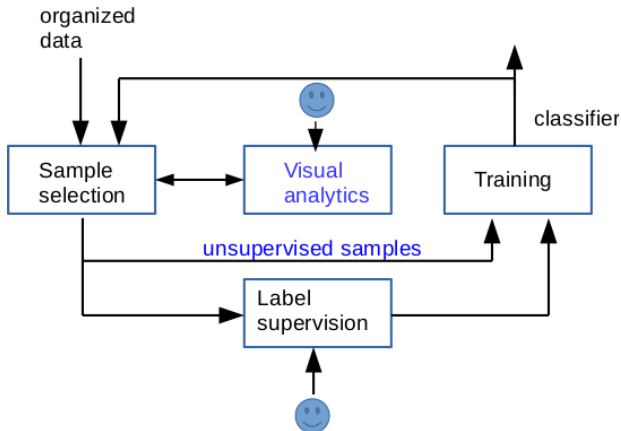 organized
data
classifier
Sample
selection
Visual
analytics
Training
unsupervised samples
Label
supervision